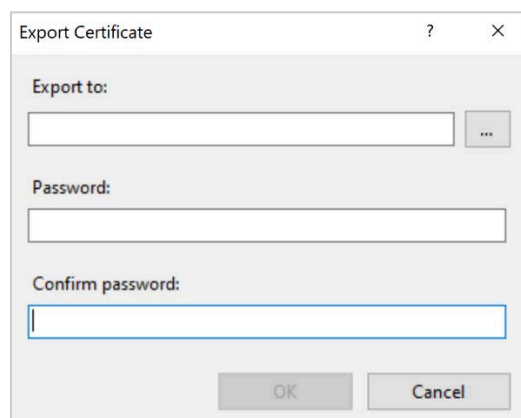 Export Certificate ? ×
Export to:
...
Password:
Confirm password:
OK Cancel